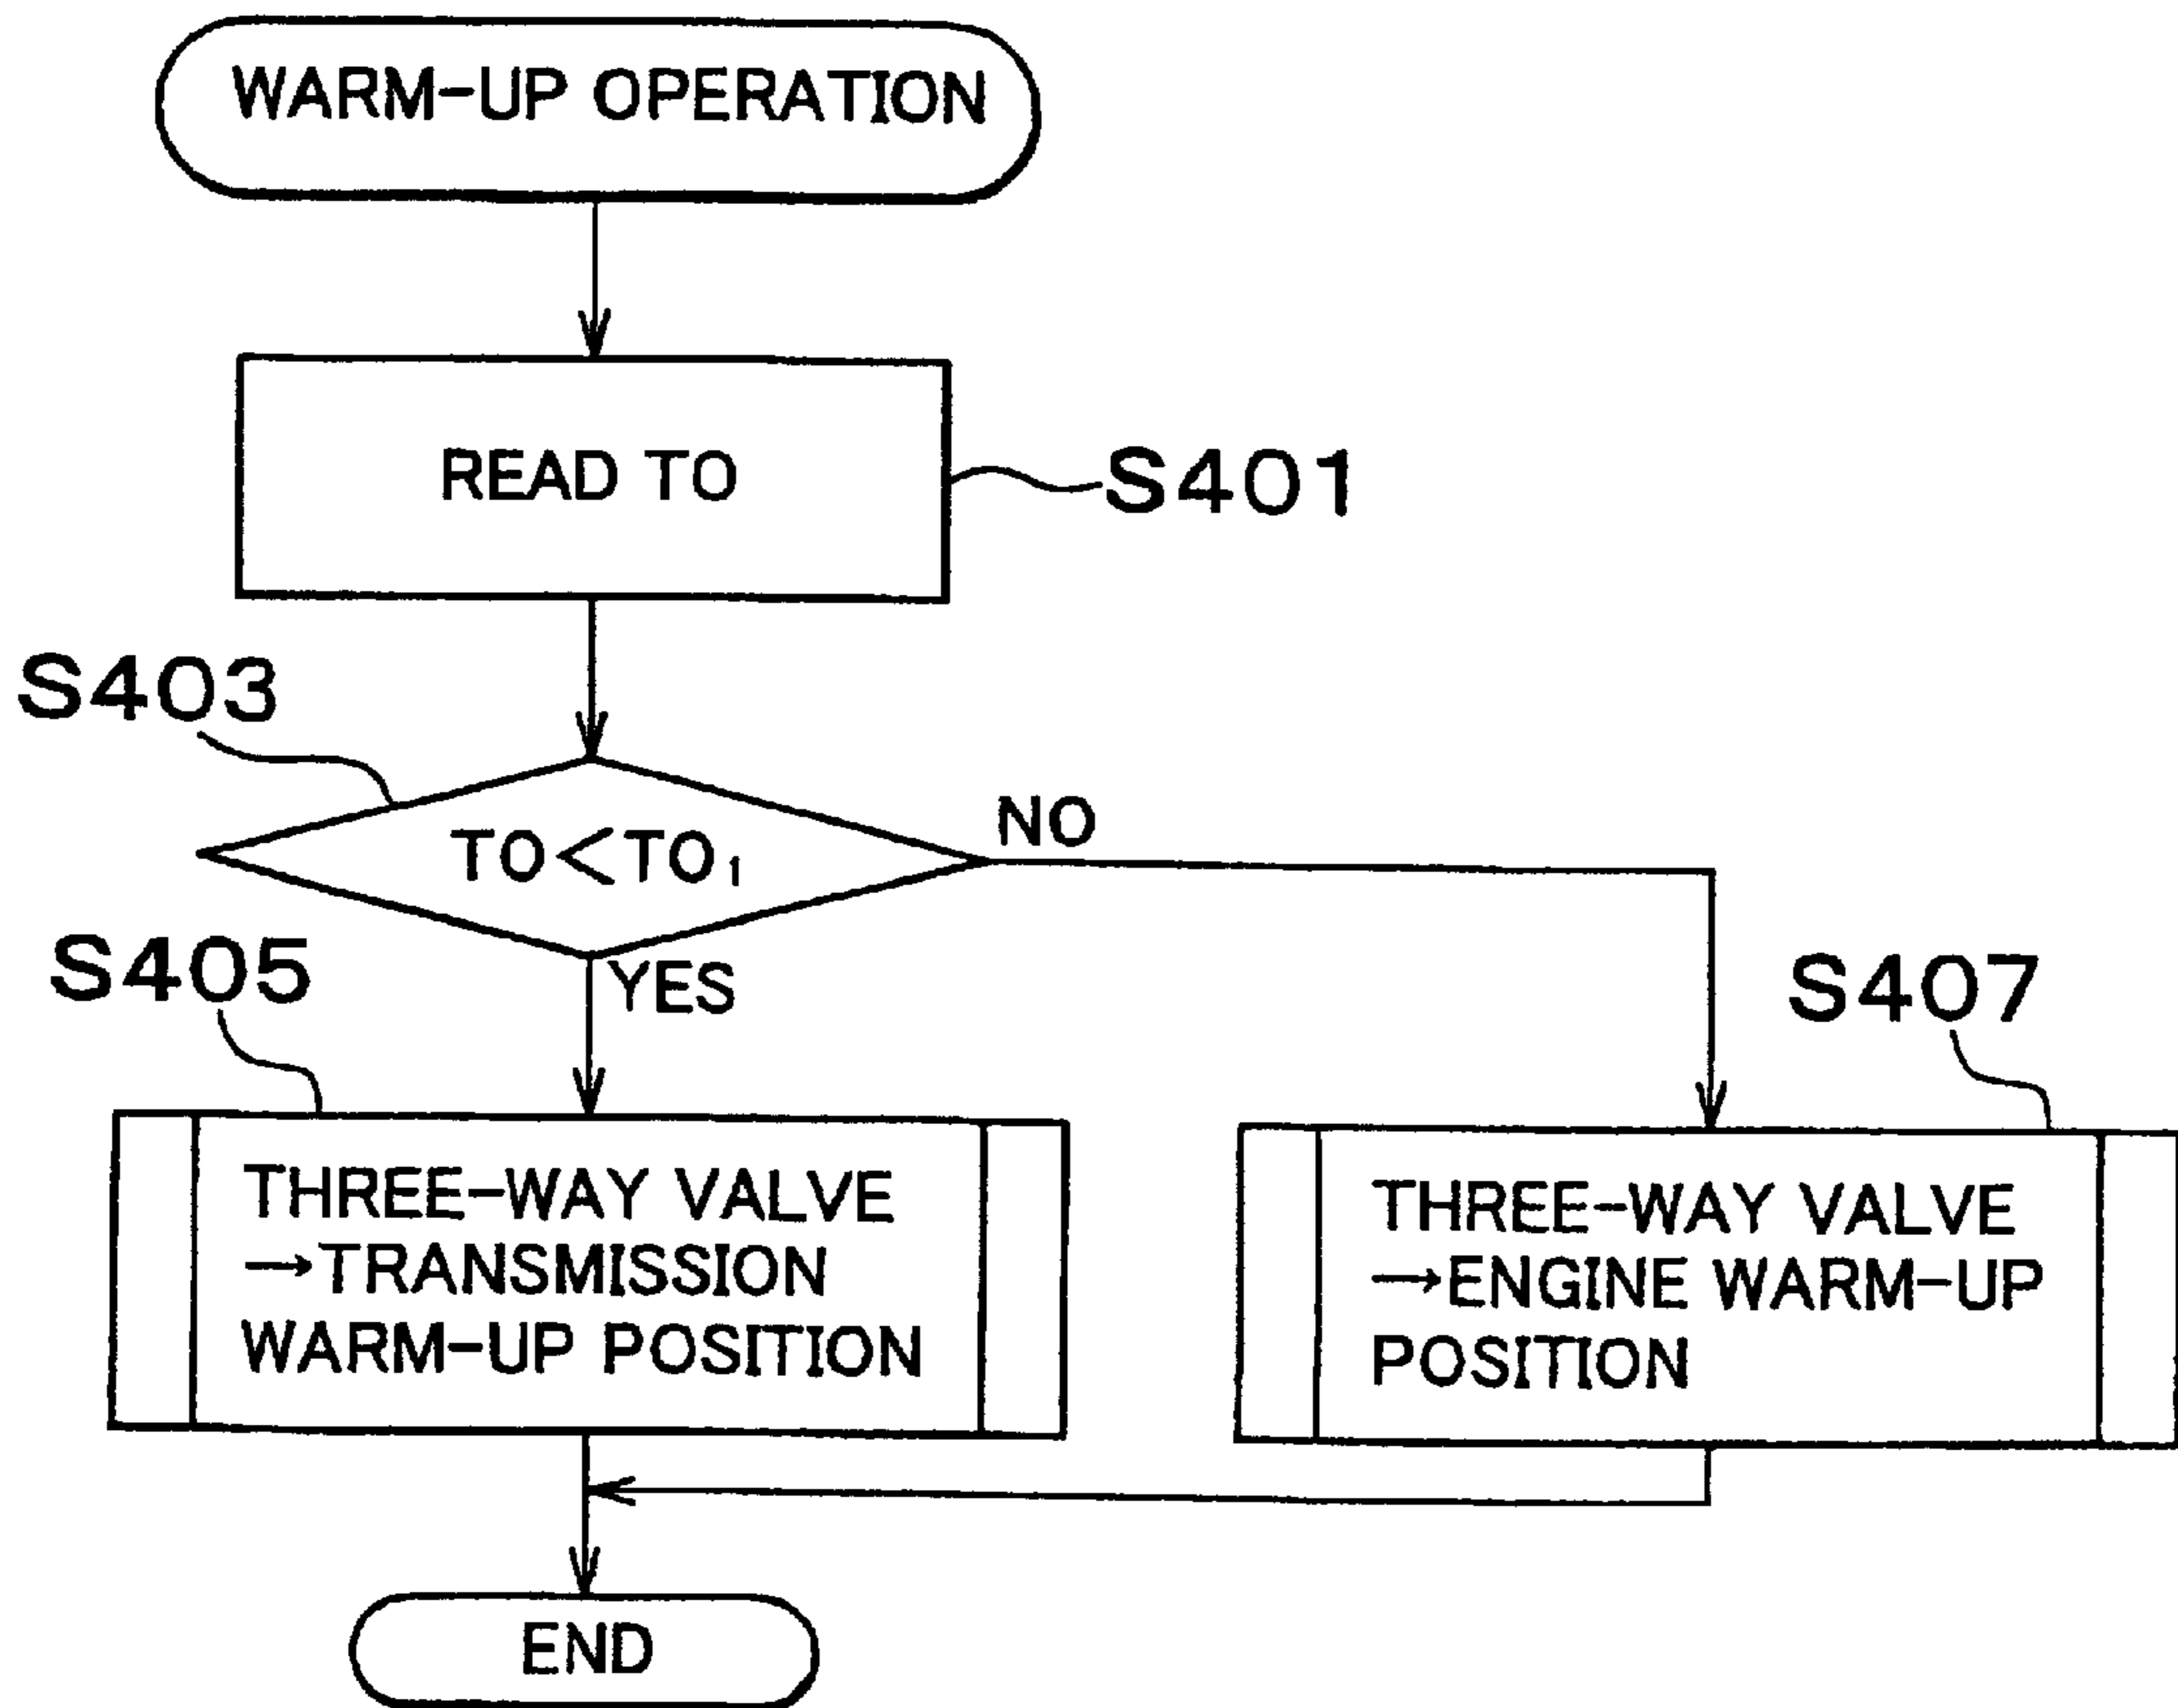 WARM-UP OPERATION
READ TO
S401
S403
TO<TO₁
NO
YES
S405
S407
THREE-WAY VALVE
→TRANSMISSION
WARM-UP POSITION
THREE-WAY VALVE
→ENGINE WARM-UP
POSITION
END